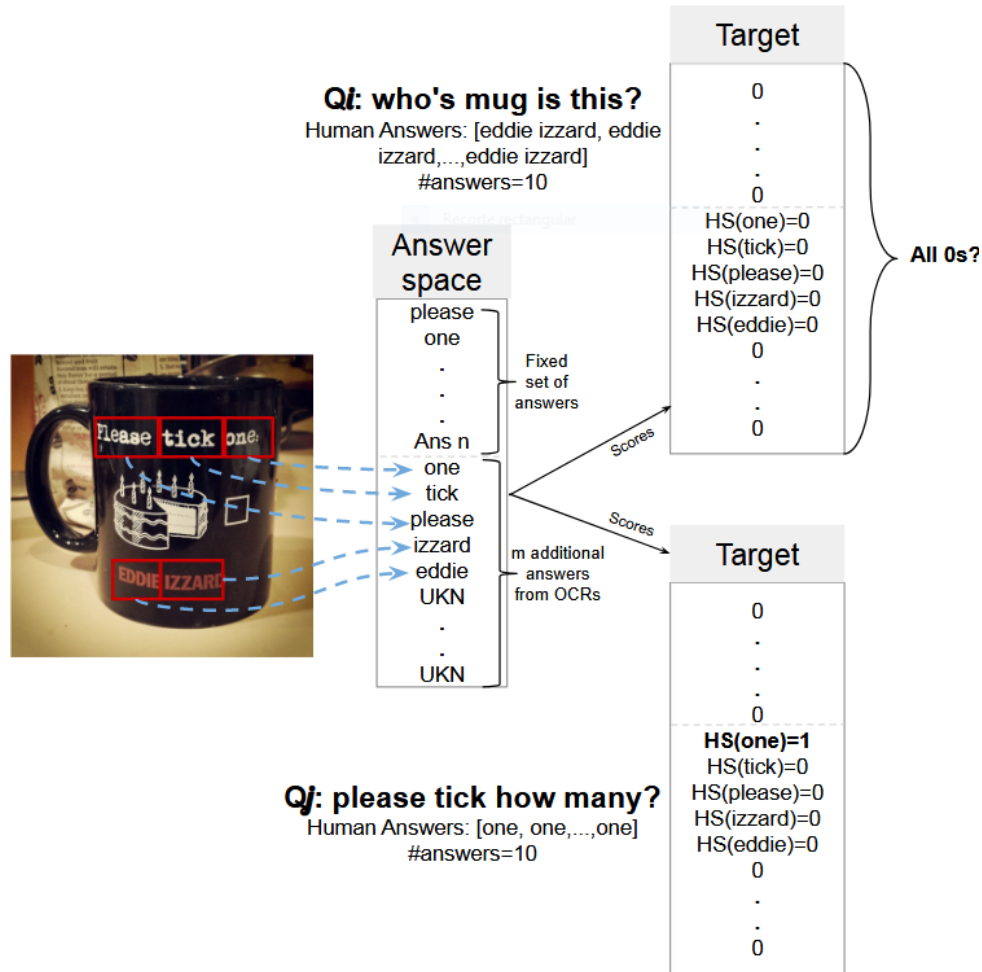 Target
0
.
.
.
0
HS(one)=0
HS(tick)=0
HS(please)=0
HS(izzard)=0
HS(eddie)=0
0
.
.
0
All 0s?
Qi: who's mug is this?
Human Answers: [eddie izzard, eddie
izzard,...,eddie izzard]
#answers=10
Recorte rectangular
Answer
space
please
one
.
.
.
Ans n
one
tick
please
izzard
eddie
UKN
.
.
UKN
Fixed
set of
answers
m additional
answers
from OCRs
Scores
Scores
Please tick one:
EDDIE IZZARD
Target
0
.
.
.
0
HS(one)=1
HS(tick)=0
HS(please)=0
HS(izzard)=0
HS(eddie)=0
0
.
.
0
Qj: please tick how many?
Human Answers: [one, one,...,one]
#answers=10